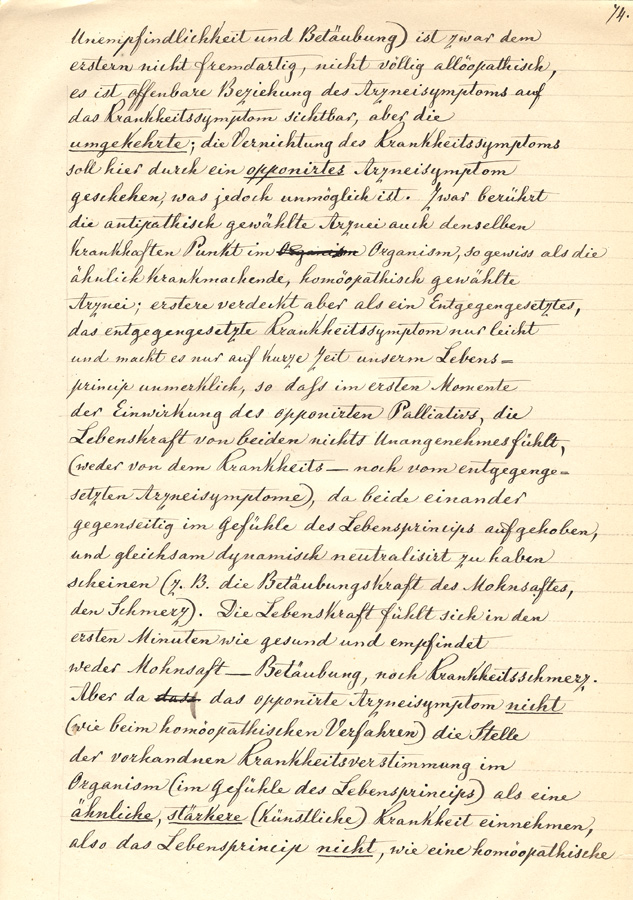 74.
Unempfindlichkeit und Betäubung) ist zwar dem
erstern nicht fremdartig, nicht völlig allöopathisch,
es ist offenbare Beziehung des Arzneisymptoms auf
das Krankheitssymptom sichtbar, aber die
umgekehrte; die Vernichtung des Krankheitssymptoms
soll hier durch ein opponirtes Arzneisymptom
geschehen, was jedoch unmöglich ist. Zwar berührt
die antipathisch gewählte Arznei auch denselben
krankhaften Punkt im Organism Organism, so gewiss als die
ähnlich krankmachende, homöopathisch gewählte
Arznei; erstere verdeckt aber als ein Entgegengesetztes,
das entgegengesetzte Krankheitssymptom nur leicht
und macht es nur auf kurze Zeit unserm Lebens=
princip unmerklich, so dafs im ersten Momente
der Einwirkung des opponirten Palliativs, die
Lebenskraft von beiden nichts Unangenehmes fühlt,
(weder von dem Krankheits— noch vom entgegenge=
setzten Arzneisymptome), da beide einander
gegenseitig im Gefühle des Lebensprincips aufgehoben,
und gleichsam dynamisch neutralisirt zu haben
scheinen (z. B. die Betäubungskraft des Mohnsaftes,
den Schmerz). Die Lebenskraft fühlt sich in den
ersten Minuten wie gesund und empfindet
weder Mohnsaft—Betäubung, noch Krankheitsschmerz.
Aber da dass das opponirte Arzneisymptom nicht
(wie beim homöopathischen Verfahren) die Stelle
der vorhandnen Krankheitsverstimmung im
Organism (im Gefühle des Lebensprincips) als eine
ähnliche, stärkere (künstliche) Krankheit einnehmen,
also das Lebensprincip nicht, wie eine homöopathische